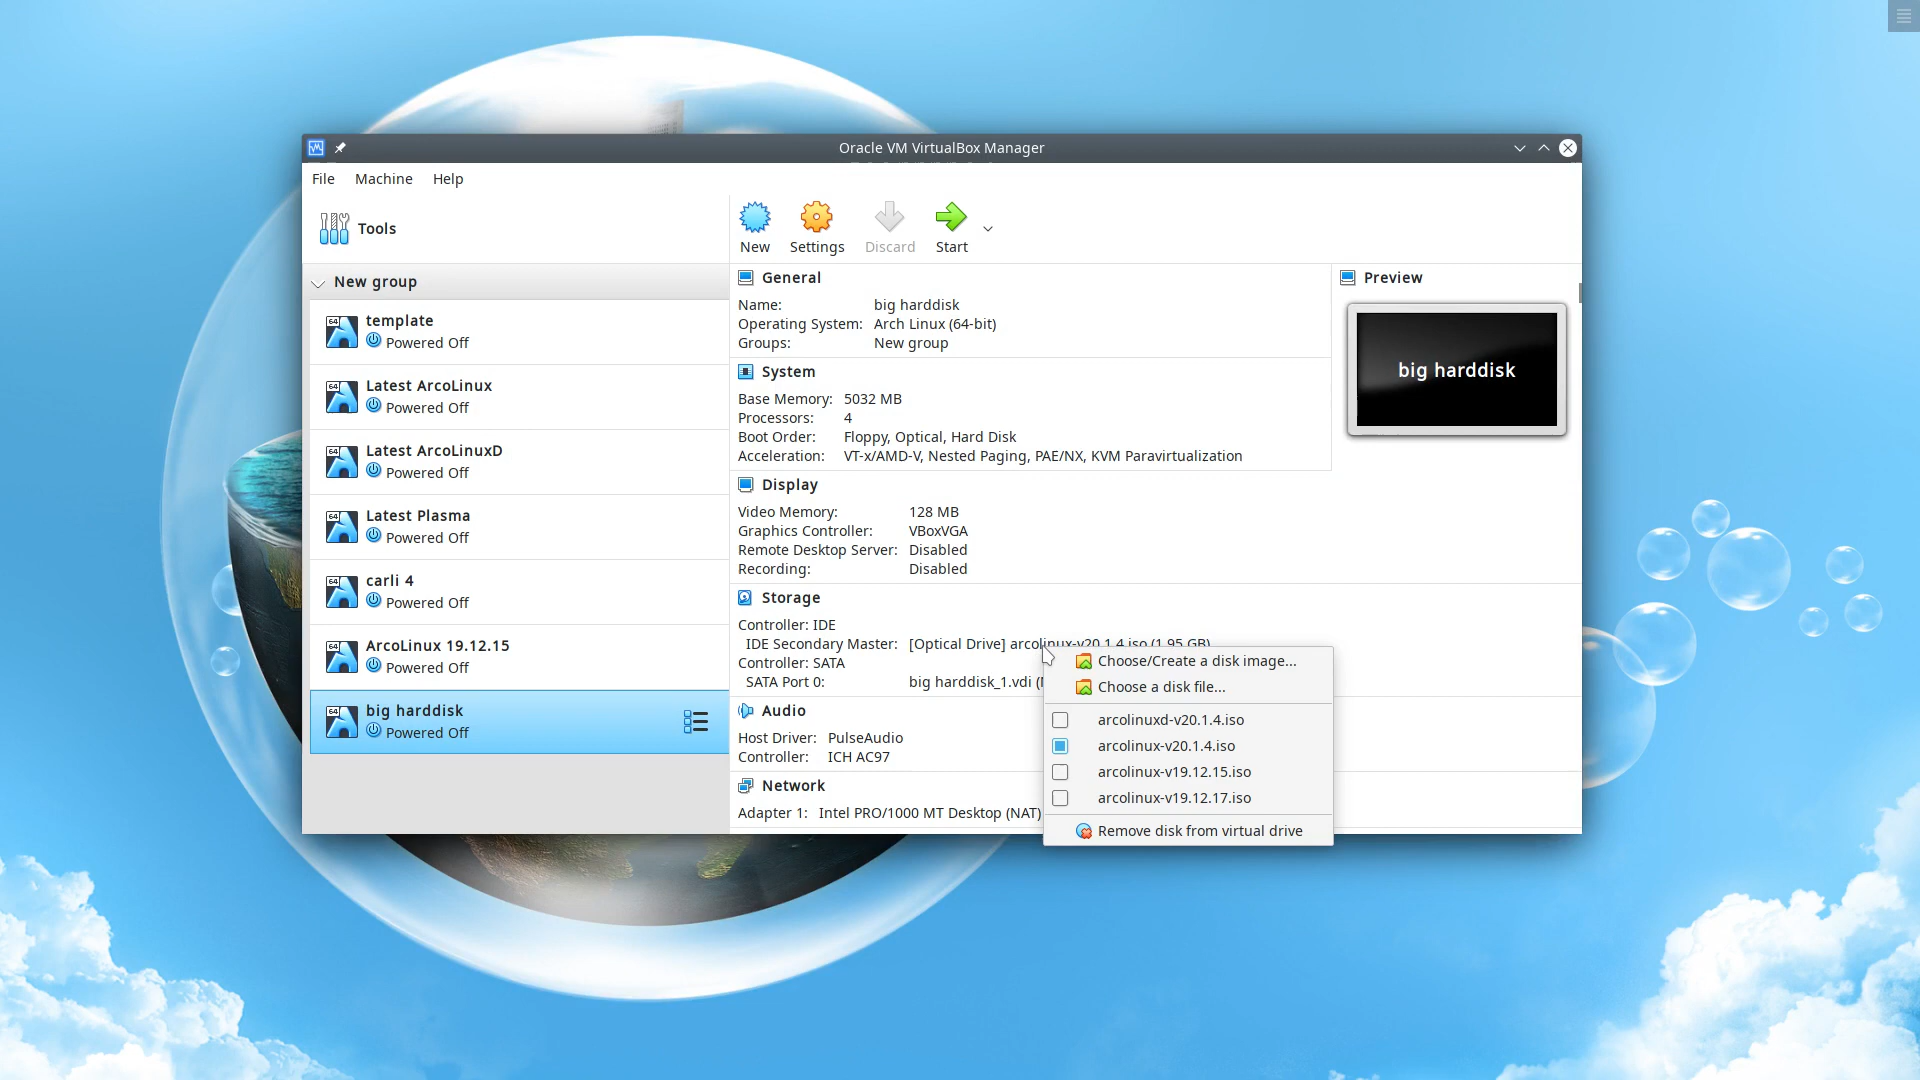 Oracle VM VirtualBox Manager
File Machine Help
Tools
New Settings Discard Start
New group
64 template
Powered Off
64 Latest ArcoLinux
Powered Off
64 Latest ArcoLinuxD
Powered Off
64 Latest Plasma
Powered Off
64 carli 4
Powered Off
64 ArcoLinux 19.12.15
Powered Off
64 big harddisk
Powered Off
General
Name: big harddisk
Operating System: Arch Linux (64-bit)
Groups: New group
System
Base Memory: 5032 MB
Processors: 4
Boot Order: Floppy, Optical, Hard Disk
Acceleration: VT-x/AMD-V, Nested Paging, PAE/NX, KVM Paravirtualization
Preview
big harddisk
Display
Video Memory: 128 MB
Graphics Controller: VBoxVGA
Remote Desktop Server: Disabled
Recording: Disabled
Storage
Controller: IDE
IDE Secondary Master: [Optical Drive] arcolinux-v20.1.4.iso (1.95 GB)
Controller: SATA
SATA Port 0: big harddisk_1.vdi
Audio
Host Driver: PulseAudio
Controller: ICH AC97
Network
Adapter 1: Intel PRO/1000 MT Desktop (NAT)
Choose/Create a disk image...
Choose a disk file...
arcolinuxd-v20.1.4.iso
arcolinux-v20.1.4.iso
arcolinux-v19.12.15.iso
arcolinux-v19.12.17.iso
Remove disk from virtual drive